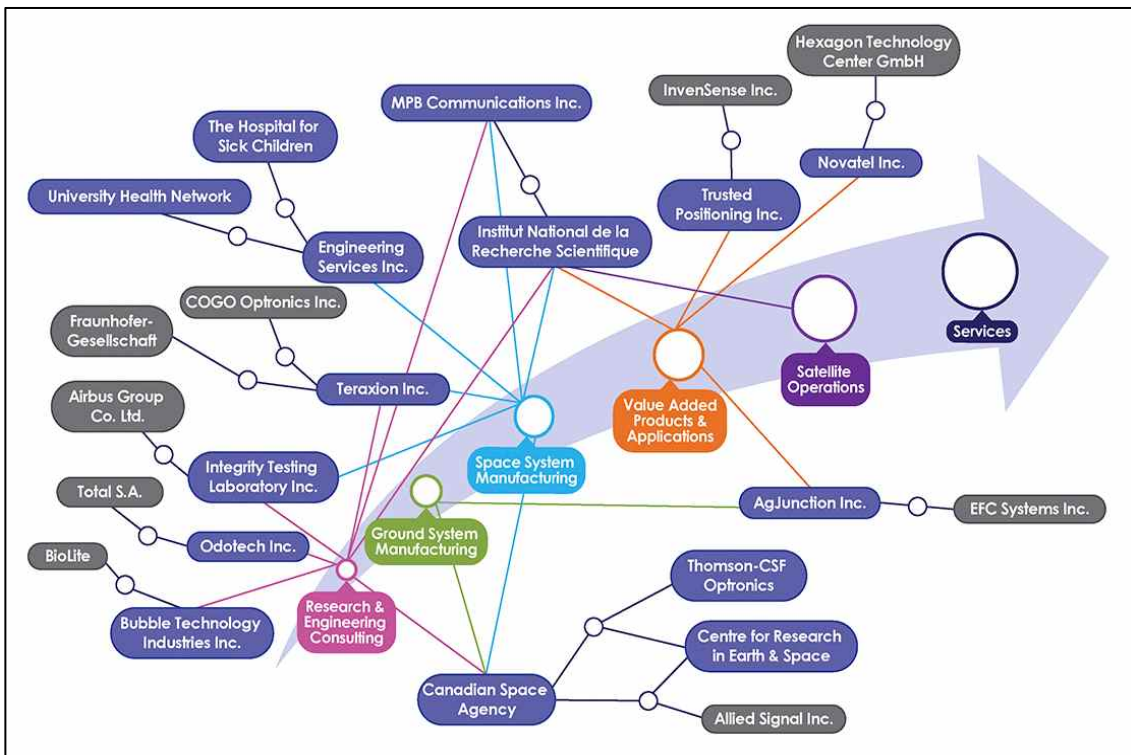 Hexagon Technology
Center GmbH
MPB Communications Inc.
InvenSense Inc.
The Hospital for
Sick Children
Novatel Inc.
University Health Network
Trusted
Positioning Inc.
Institut National de la
Recherche Scientifique
Engineering
Services Inc.
COGO Optronics Inc.
Fraunhofer-
Gesellschaft
Services
Teraxion Inc.
Satellite
Operations
Airbus Group
Co. Ltd.
Value Added
Products &
Applications
Integrity Testing
Laboratory Inc.
Space System
Manufacturing
Total S.A.
AgJunction Inc.
EFC Systems Inc.
Odotech Inc.
Ground System
Manufacturing
BioLite
Thomson-CSF
Optronics
Bubble Technology
Industries Inc.
Research &
Engineering
Consulting
Centre for Research
in Earth & Space
Canadian Space
Agency
Allied Signal Inc.